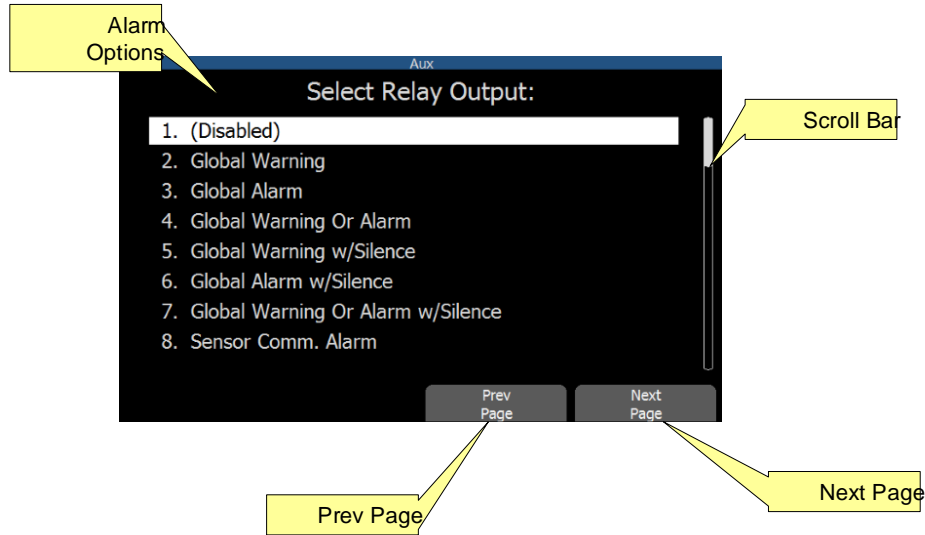 Alarm
Options
Aux
Select Relay Output:
1. (Disabled)
2. Global Warning
3. Global Alarm
4. Global Warning Or Alarm
5. Global Warning w/Silence
6. Global Alarm w/Silence
7. Global Warning Or Alarm w/Silence
8. Sensor Comm. Alarm
Scroll Bar
Prev
Page
Next
Page
Prev Page
Next Page